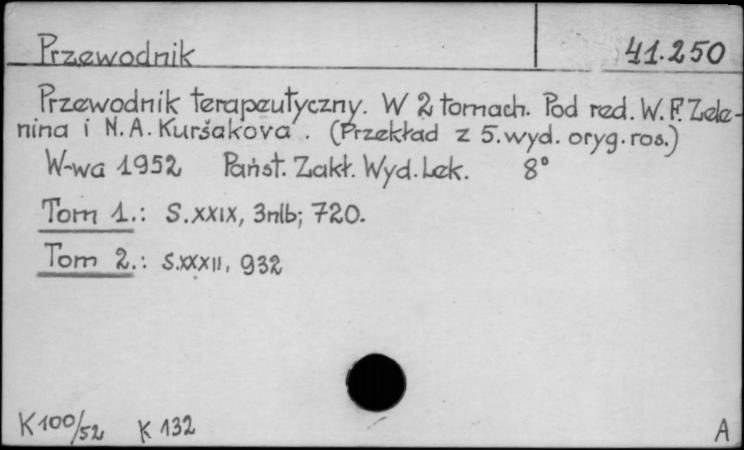 Przewodnik 41.250
Przewodnik terapeutyczny. W 2 tomach. Pod red. W. F. Zele-
nina i N. A. Kuršakova. (Przekład z 5. wyd. oryg. ros.)
W-wa 1952 Państ. Zakł. Wyd. Lek. 8°
Tom 1.: S. XXIX, 3nlb; 720.
Tom 2.: S. XXXII, 932
K 100/52 K 132 A